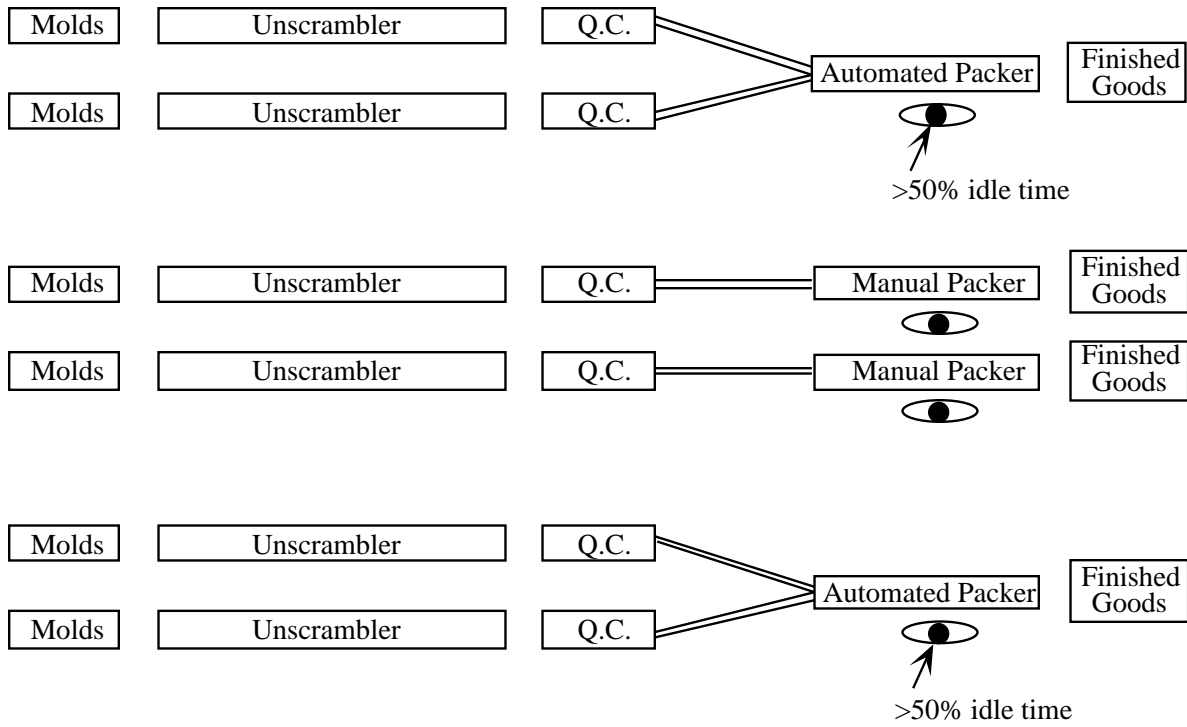 Molds Unscrambler Q.C.
Automated Packer
Finished
Goods
Molds Unscrambler Q.C.
>50% idle time
Molds Unscrambler Q.C. Manual Packer
Finished
Goods
Molds Unscrambler Q.C. Manual Packer
Finished
Goods
Molds Unscrambler Q.C.
Automated Packer
Finished
Goods
Molds Unscrambler Q.C.
>50% idle time